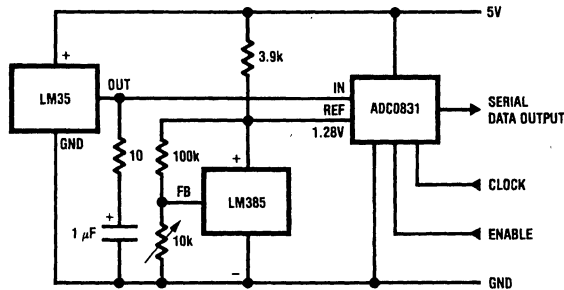 5V
+
3.9k
LM35
OUT
IN
ADC0831
SERIAL
DATA OUTPUT
REF
1.28V
GND
10
100k
+
CLOCK
FB
LM385
+
1 µF
10k
ENABLE
–
GND